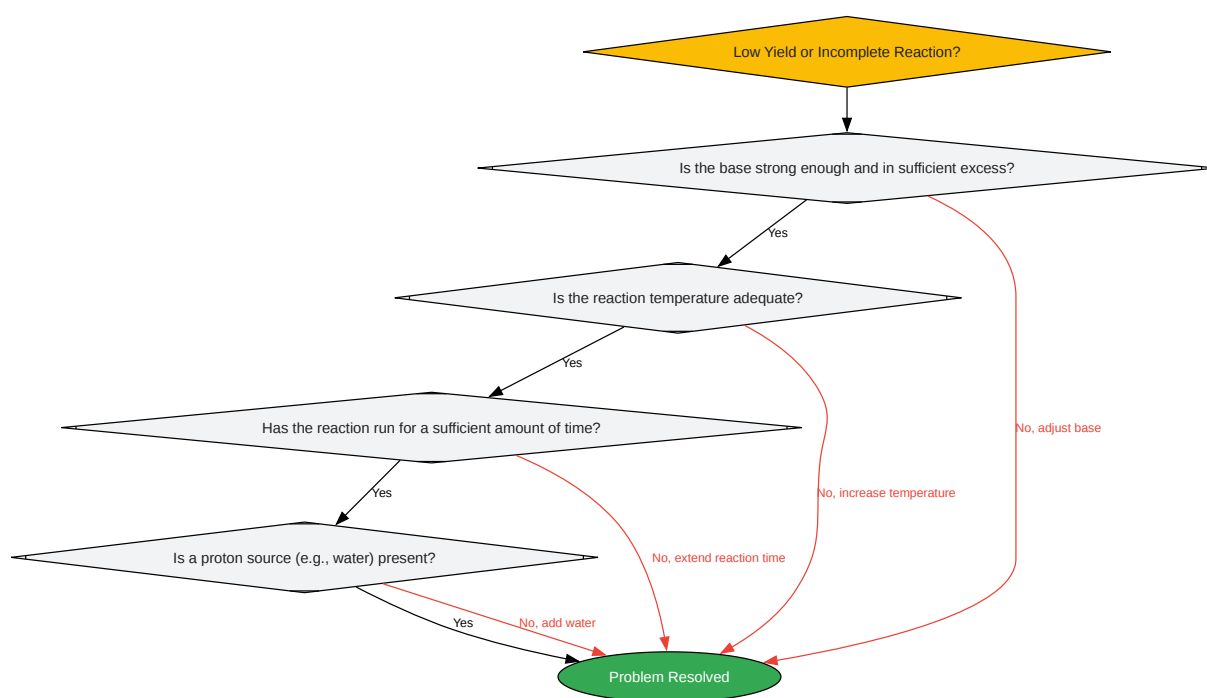 Low Yield or Incomplete Reaction?
Is the base strong enough and in sufficient excess?
Yes
Is the reaction temperature adequate?
Yes
Has the reaction run for a sufficient amount of time?
No, adjust base
Yes
No, increase temperature
Is a proton source (e.g., water) present?
No, extend reaction time
Yes
No, add water
Problem Resolved